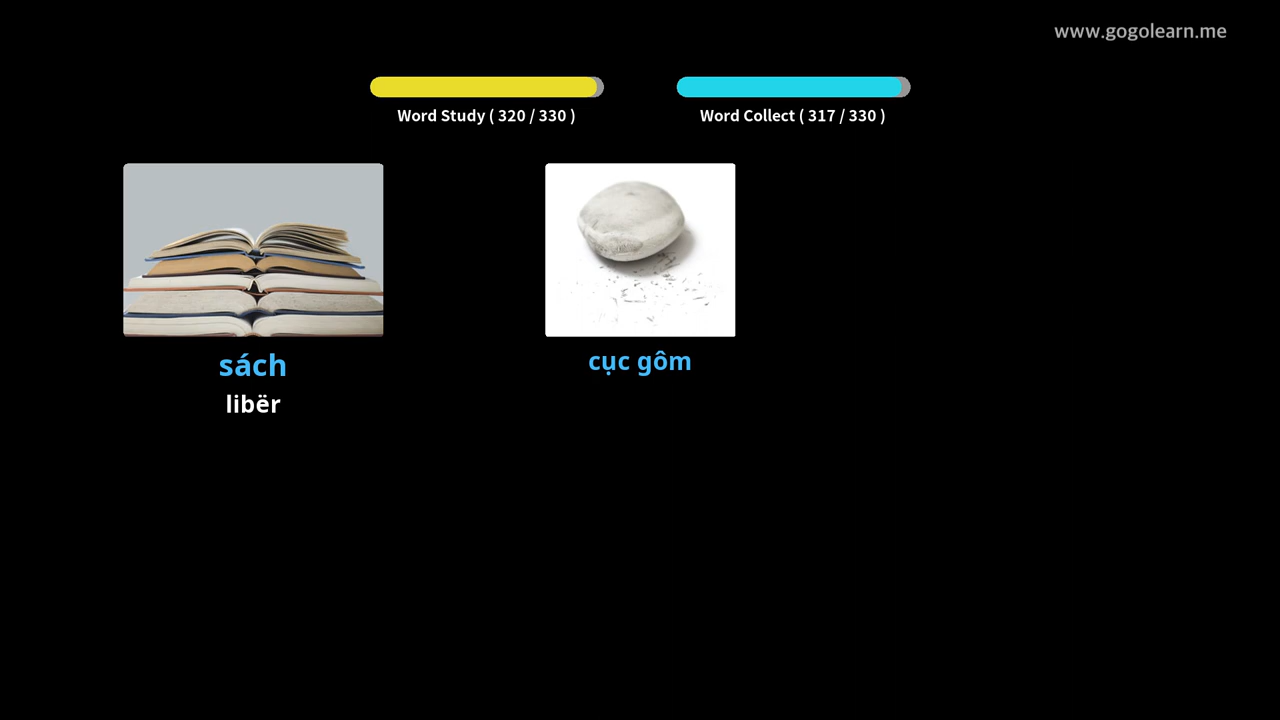 www.gogolearn.me
Word Study ( 320 / 330 )
Word Collect ( 317 / 330 )
sách
libër
cục gôm